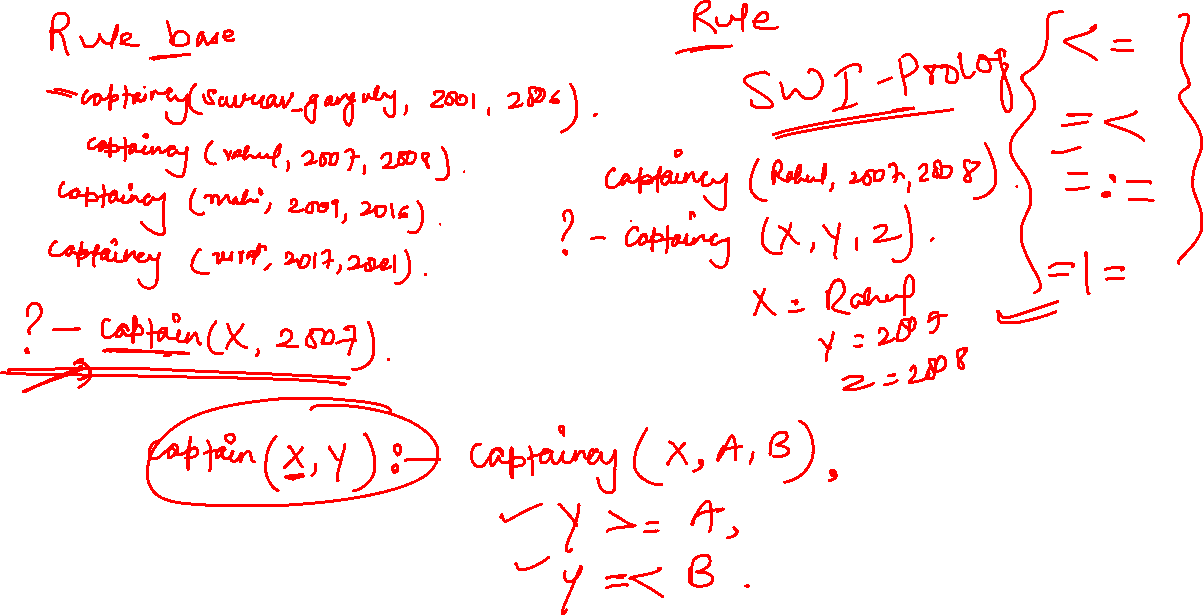 Rule base
captaincy(Saurav_ganguly, 2001, 2006).
captaincy (rahul, 2007, 2008).
captaincy (mahi, 2009, 2016).
captaincy (virat, 2017, 2021).
?- captain(X, 2007).
Rule
SWI-Prolog
captaincy (Rahul, 2007, 2008).
?- captaincy (X, Y, Z).
X = Rahul
Y = 2007
Z = 2008
<=
=<
=:=
=|=
captain(X, Y) :- captaincy (X, A, B),
Y >= A,
Y =< B.